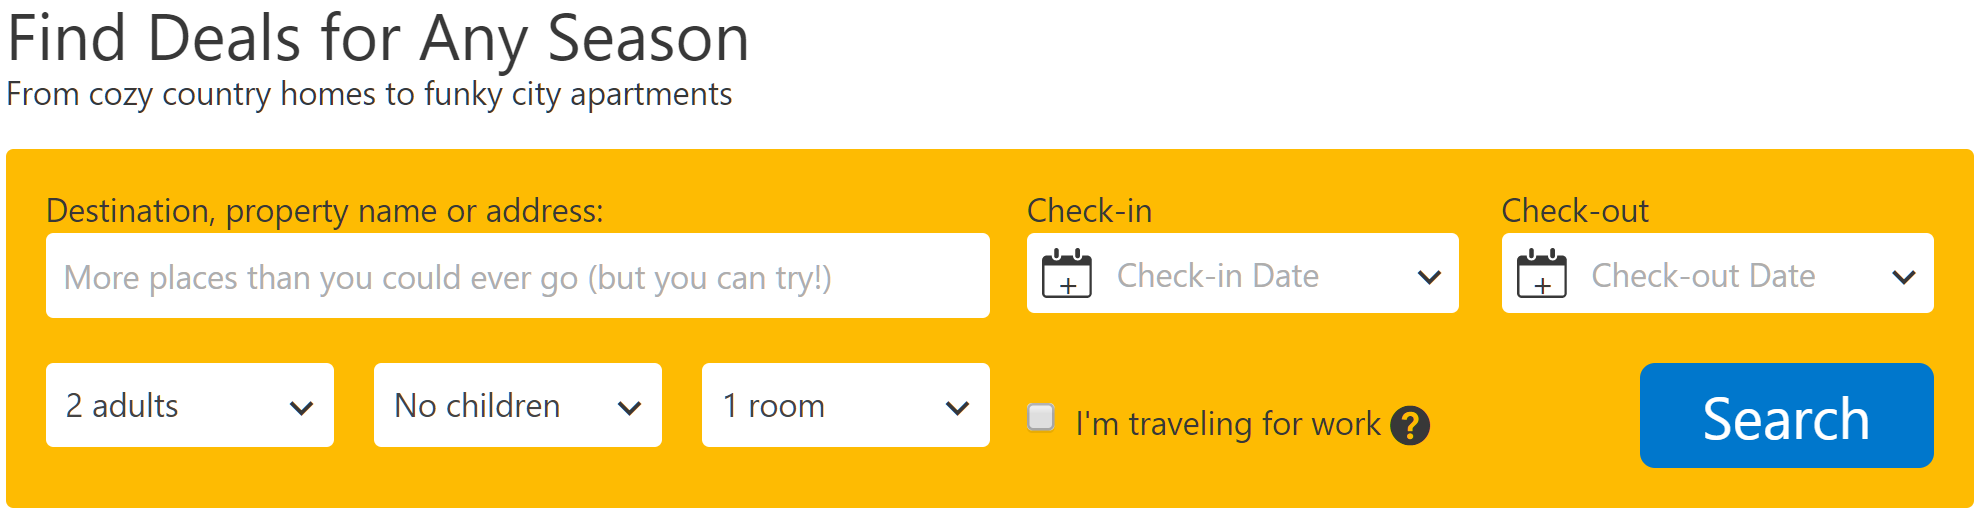 Find Deals for Any Season
From cozy country homes to funky city apartments
Destination, property name or address:
More places than you could ever go (but you can try!)
Check-in
Check-in Date
Check-out
Check-out Date
2 adults
No children
1 room
I'm traveling for work ?
Search